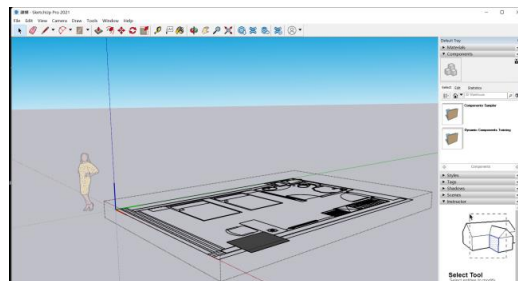 SketchUp Pro 2021
File Edit View Camera Draw Tools Window Help
Select Tray
Materials
Components
Select Edit Statistics
Components Sampler
Dynamic Components Training
Components
Styles
Tags
Shadows
Scenes
Instructor
Select Tool